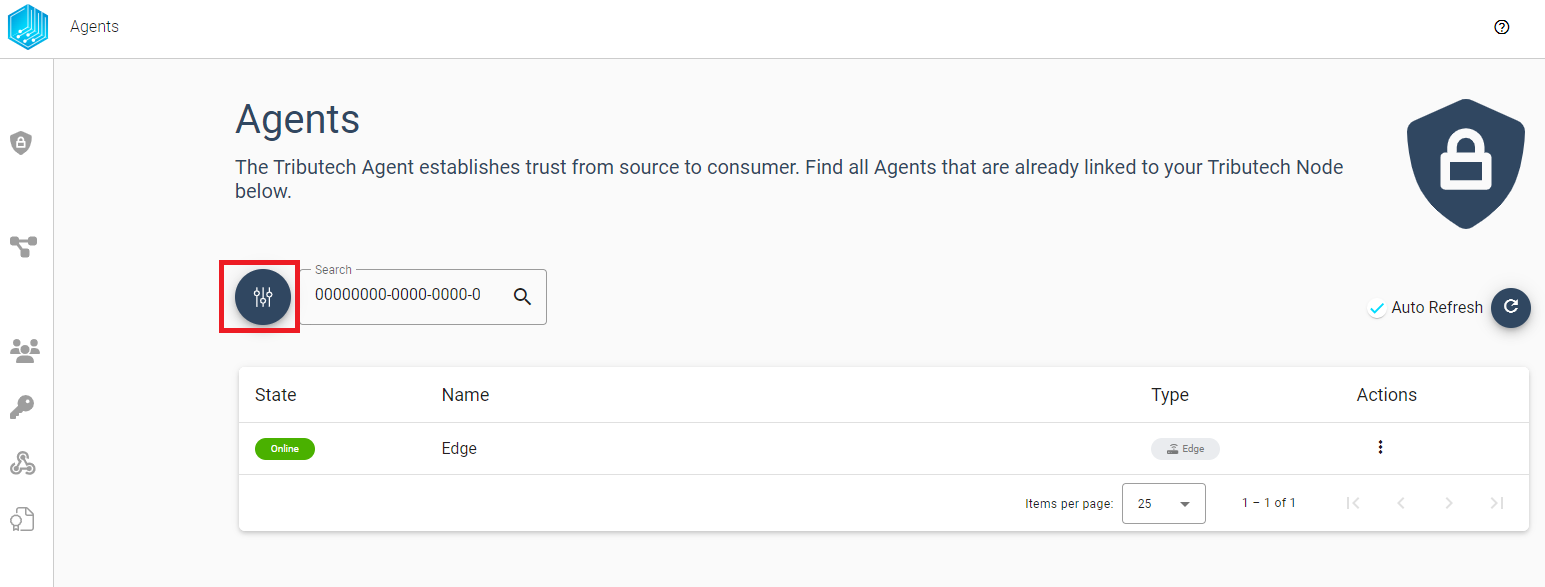 Agents
Agents
The Tributech Agent establishes trust from source to consumer. Find all Agents that are already linked to your Tributech Node
below.
Search
00000000-0000-0000-0
Auto Refresh
State Name Type Actions
Online Edge Edge
Items per page: 25 1 – 1 of 1